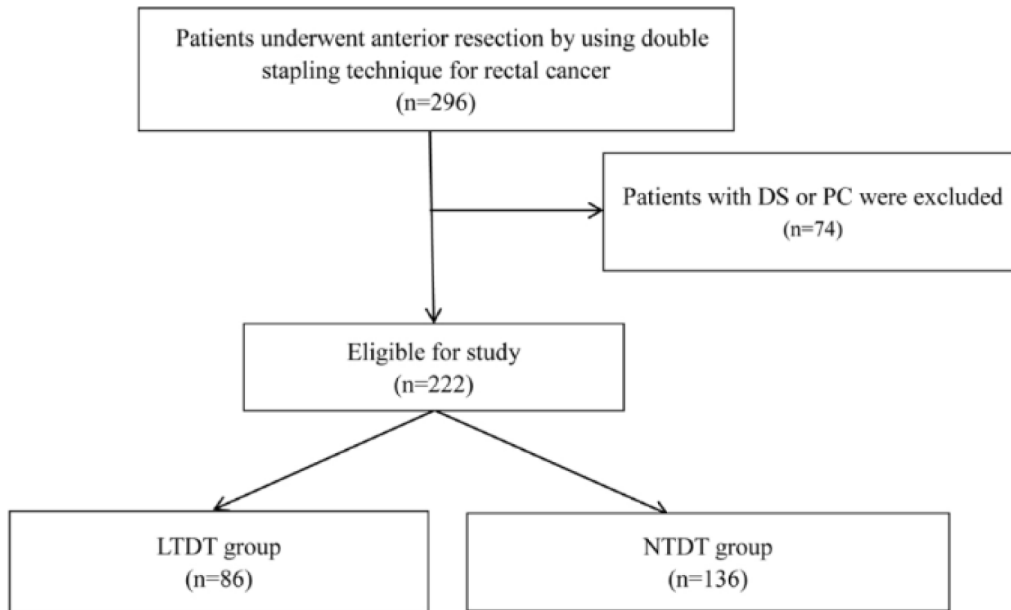 Patients underwent anterior resection by using double
stapling technique for rectal cancer
(n=296)
Patients with DS or PC were excluded
(n=74)
Eligible for study
(n=222)
LTDT group
(n=86)
NTDT group
(n=136)